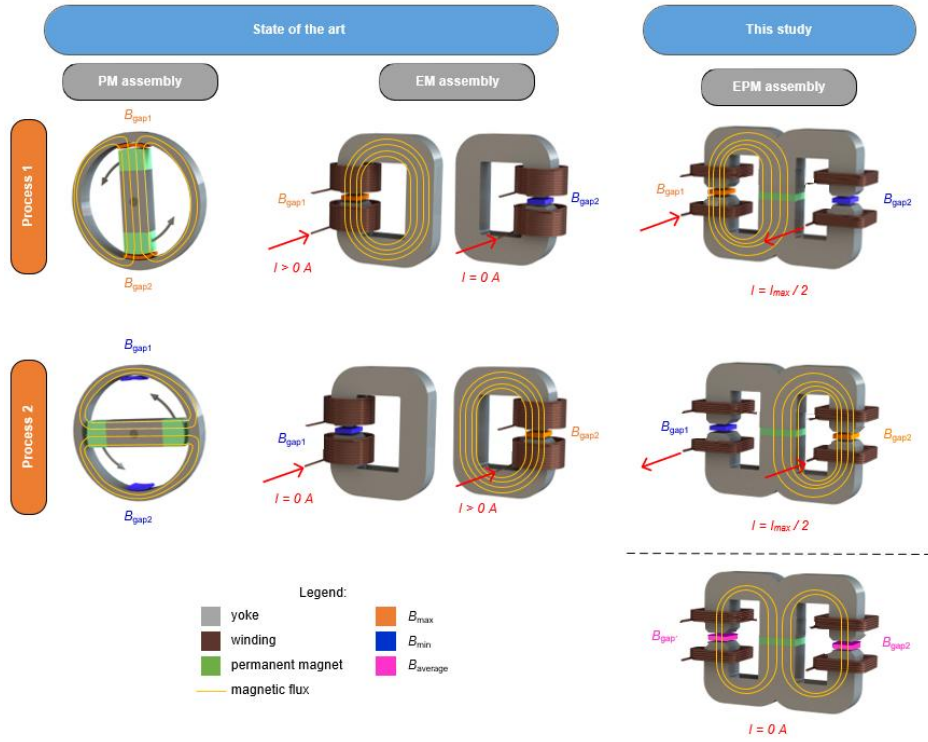 State of the art
This study
PM assembly
EM assembly
EPM assembly
Process 1
Bgap1
Bgap2
Bgap1
I > 0 A
Bgap2
I = 0 A
Bgap1
Bgap2
I = Imax / 2
Process 2
Bgap1
Bgap2
Bgap1
I = 0 A
Bgap2
I > 0 A
Bgap1
Bgap2
I = Imax / 2
Legend:
yoke
winding
permanent magnet
magnetic flux
Bmax
Bmin
Baverage
Bgap'
Bgap2
I = 0 A